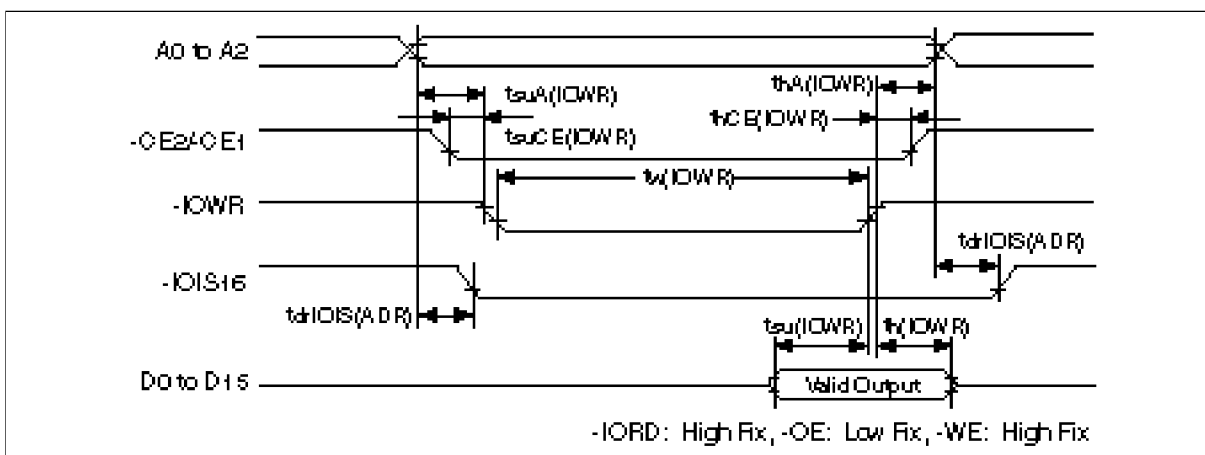 A0 to A2
tsuA(IOWR)
thA(IOWR)
-CE2/-CE1
tsuCE(IOWR)
thCE(IOWR)
tw(IOWR)
-IOWR
tdrIOIS(ADR)
-IOIS16
tdrIOIS(ADR)
tsu(IOWR)
th(IOWR)
D0 to D15
Valid Output
-IORD: High Fix, -OE: Low Fix, -WE: High Fix